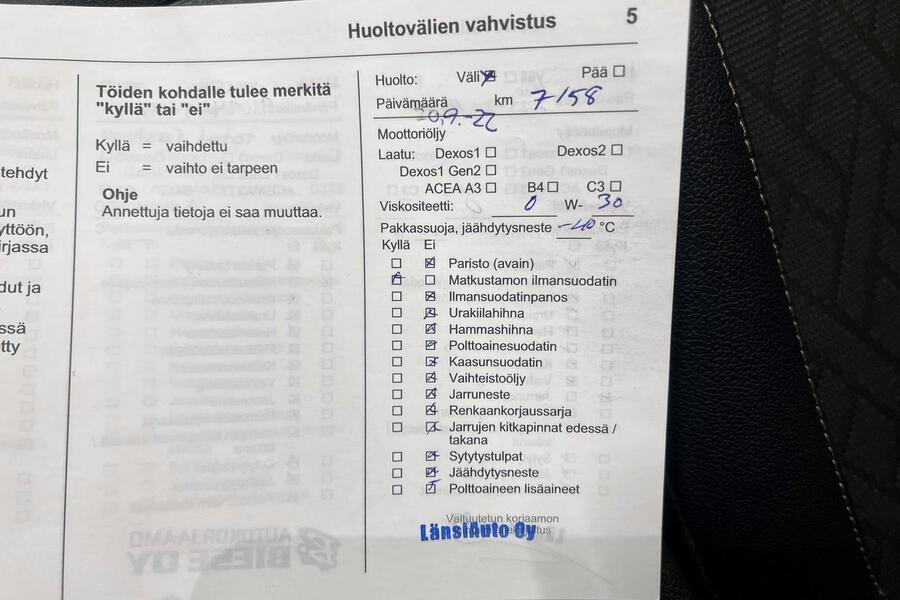 Huoltovälien vahvistus 5
tehdyt
un
yttöön,
irjassa
dut ja
ssä
tty
Töiden kohdalle tulee merkitä
"kyllä" tai "ei"
Kyllä = vaihdettu
Ei = vaihto ei tarpeen
Ohje
Annettuja tietoja ei saa muuttaa.
Huolto: Väli Pää
Päivämäärä km 7158
20,9.-22
Moottoriöljy
Laatu: Dexos1 Dexos2
Dexos1 Gen2
ACEA A3 B4 C3
Viskositeetti: 0 W- 30
Pakkassuoja, jäähdytysneste -40 °C
Kyllä Ei
Paristo (avain)
Matkustamon ilmansuodatin
Ilmansuodatinpanos
Urakiilahihna
Hammashihna
Polttoainesuodatin
Kaasunsuodatin
Vaihteistoöljy
Jarruneste
Renkaankorjaussarja
Jarrujen kitkapinnat edessä /
takana
Sytytystulpat
Jäähdytysneste
Polttoaineen lisäaineet
Valtuutetun korjaamon
LänsiAuto Oy